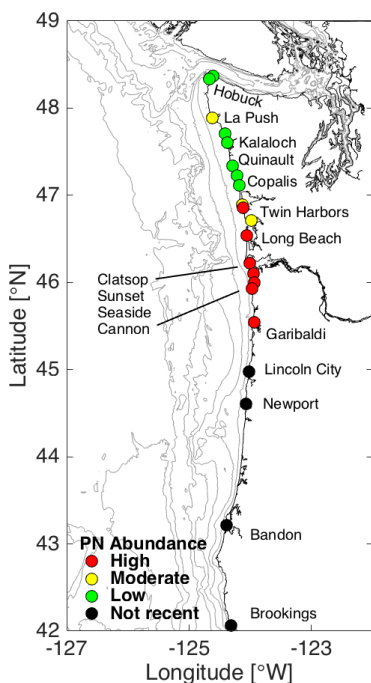 49
48
47
46
45
44
43
42
Latitude [°N]
Hobuck
La Push
Kalaloch
Quinault
Copalis
Twin Harbors
Long Beach
Clatsop
Sunset
Seaside
Cannon
Garibaldi
Lincoln City
Newport
Bandon
Brookings
PN Abundance
High
Moderate
Low
Not recent
-127
-125
-123
Longitude [°W]